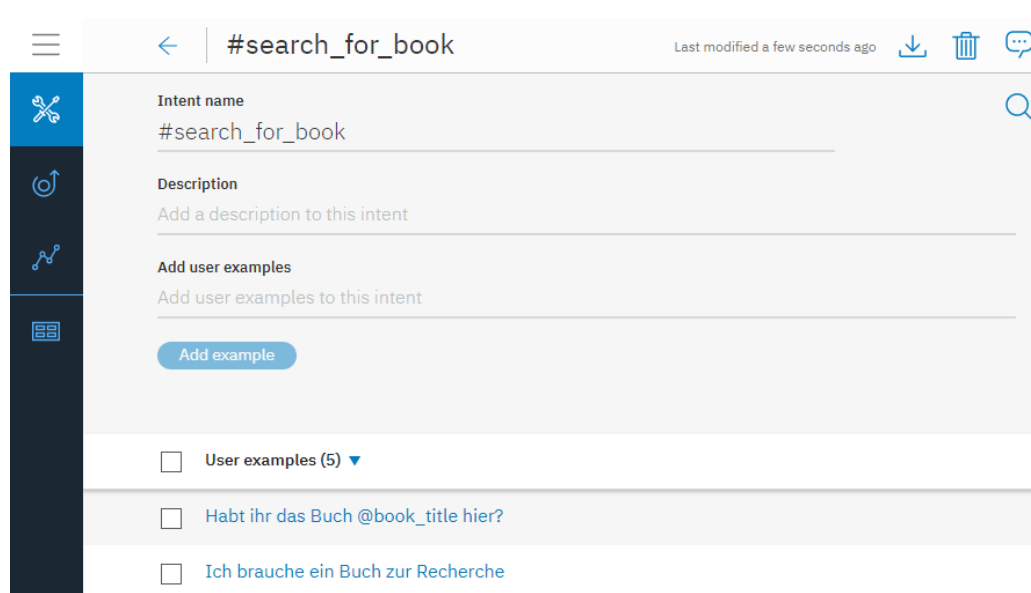 #search_for_book
Last modified a few seconds ago
Intent name
#search_for_book
Description
Add a description to this intent
Add user examples
Add user examples to this intent
Add example
User examples (5)
Habt ihr das Buch @book_title hier?
Ich brauche ein Buch zur Recherche